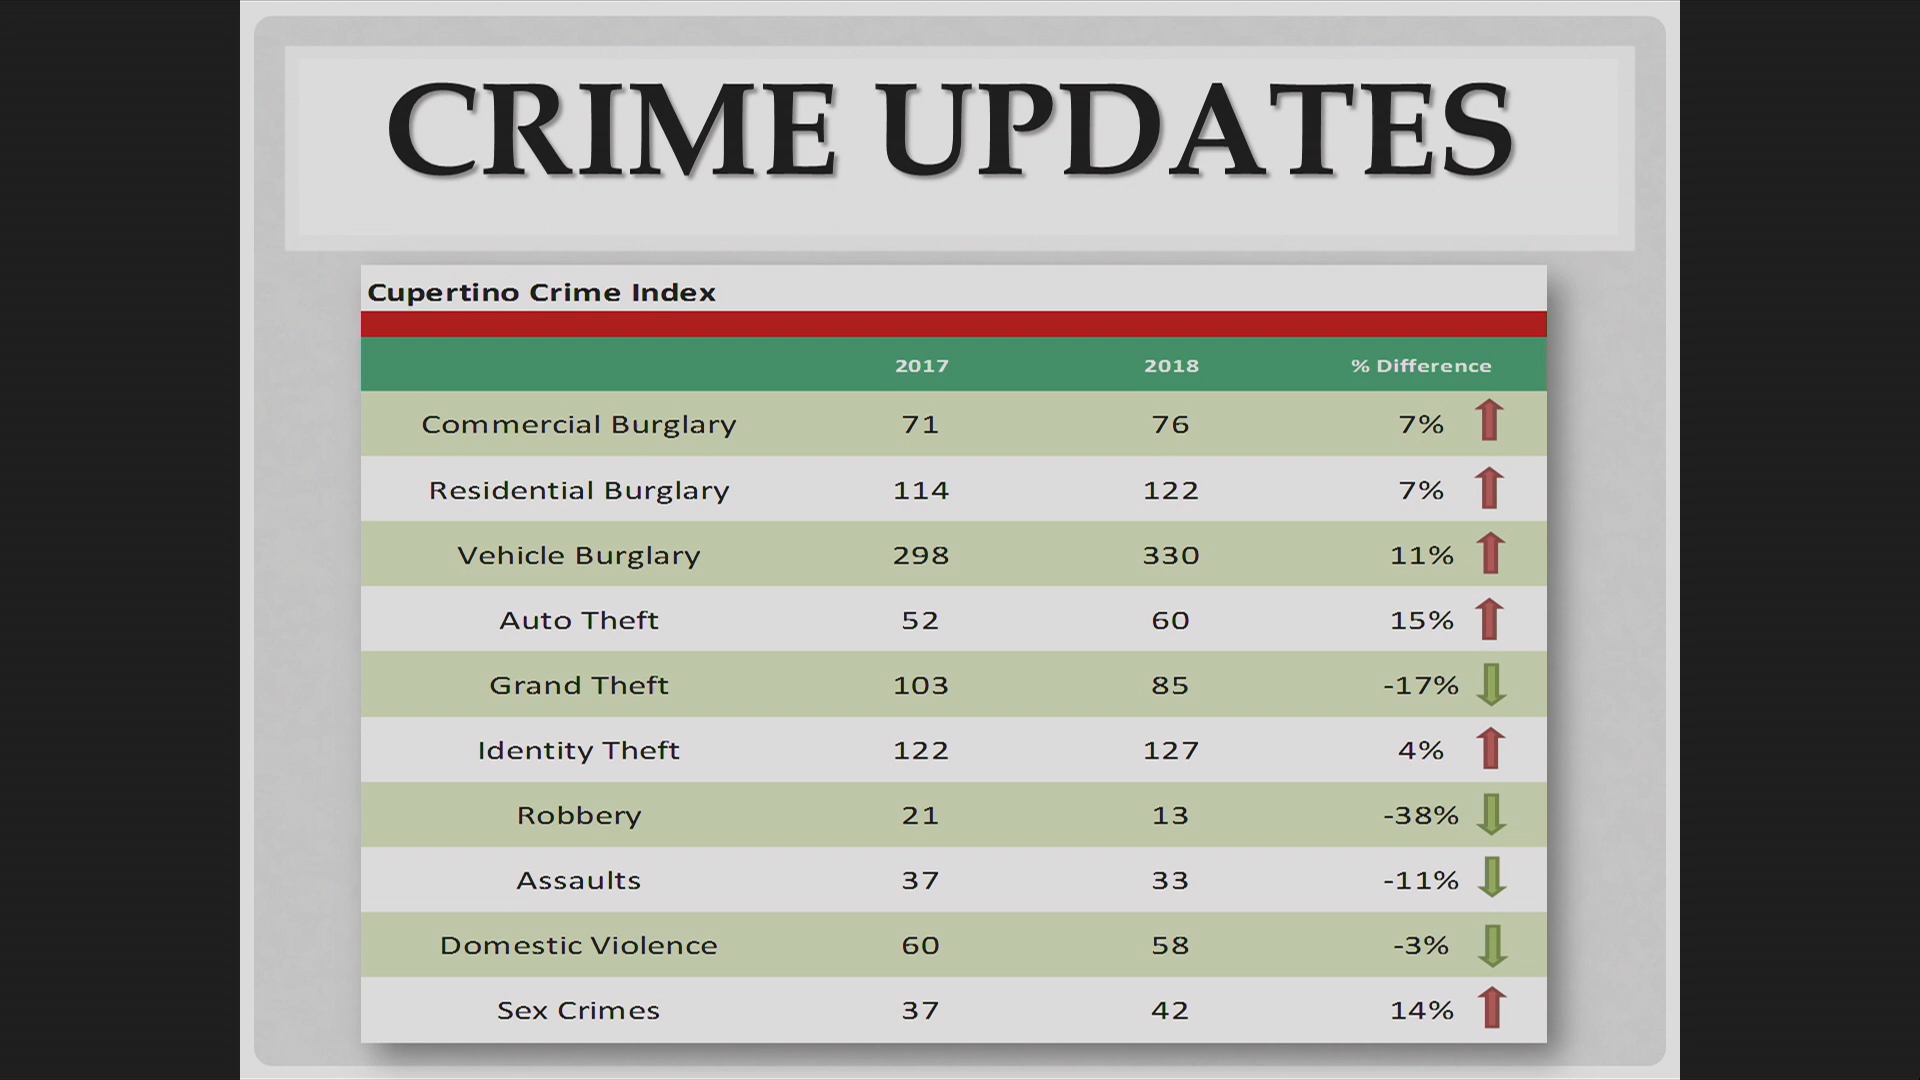 CRIME UPDATES
Cupertino Crime Index
2017 2018 % Difference
Commercial Burglary 71 76 7%
Residential Burglary 114 122 7%
Vehicle Burglary 298 330 11%
Auto Theft 52 60 15%
Grand Theft 103 85 -17%
Identity Theft 122 127 4%
Robbery 21 13 -38%
Assaults 37 33 -11%
Domestic Violence 60 58 -3%
Sex Crimes 37 42 14%